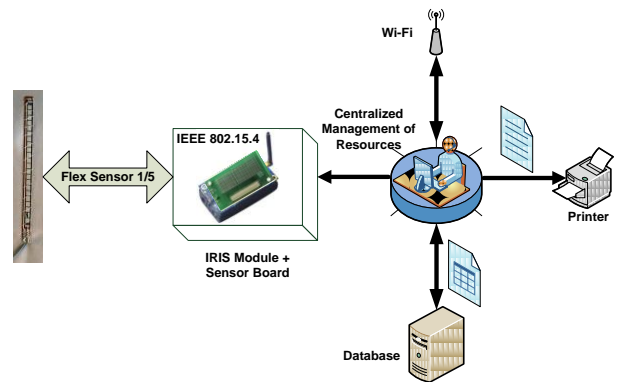 Wi-Fi
Centralized
Management of
Resources
IEEE 802.15.4
Flex Sensor 1/5
Printer
IRIS Module +
Sensor Board
Database